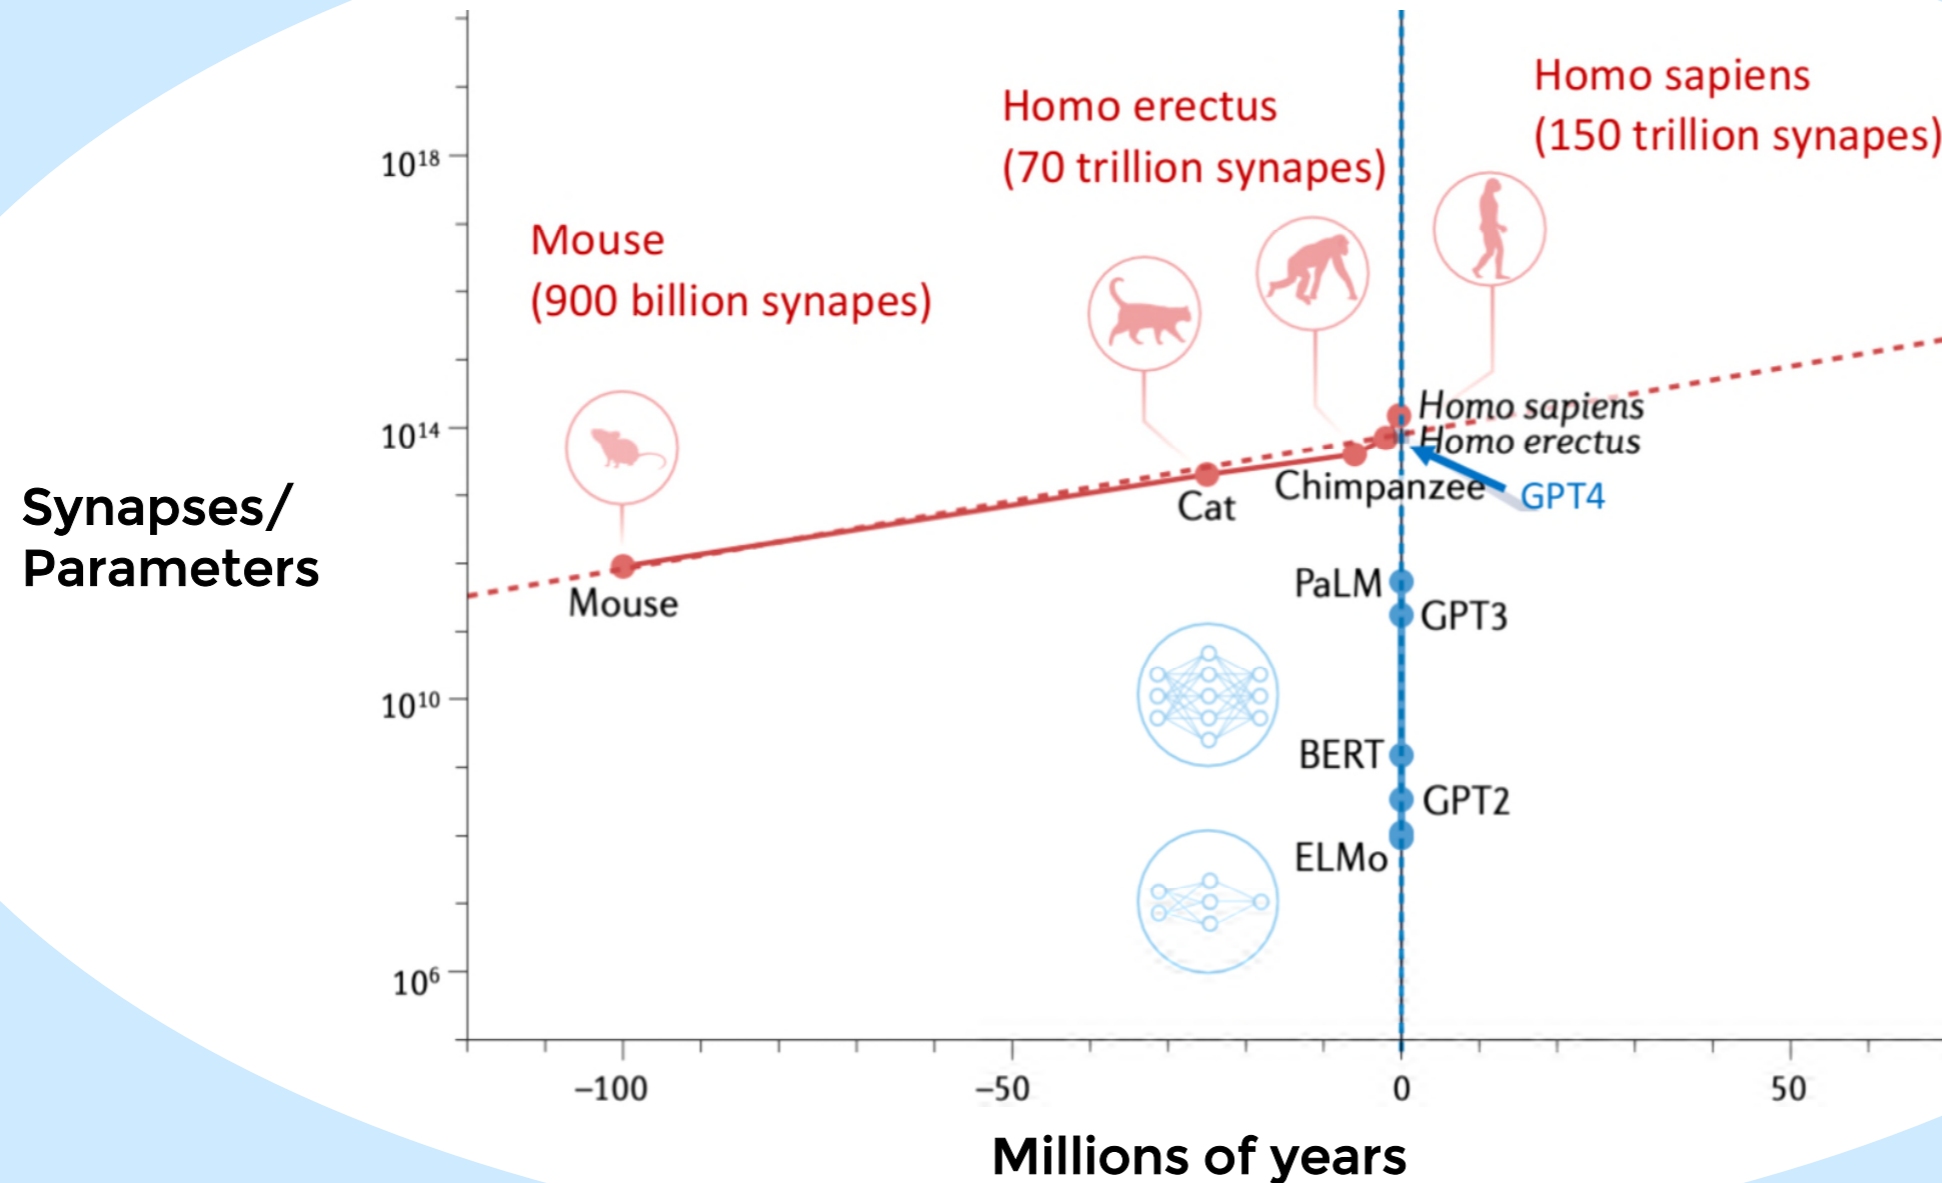 Homo sapiens
(150 trillion synapes)
Homo erectus
(70 trillion synapes)
Mouse
(900 billion synapes)
10¹⁸
10¹⁴
10¹⁰
10⁶
Synapses/
Parameters
Homo sapiens
Homo erectus
Chimpanzee
GPT4
Cat
Mouse
PaLM
GPT3
BERT
GPT2
ELMo
–100
–50
0
50
Millions of years